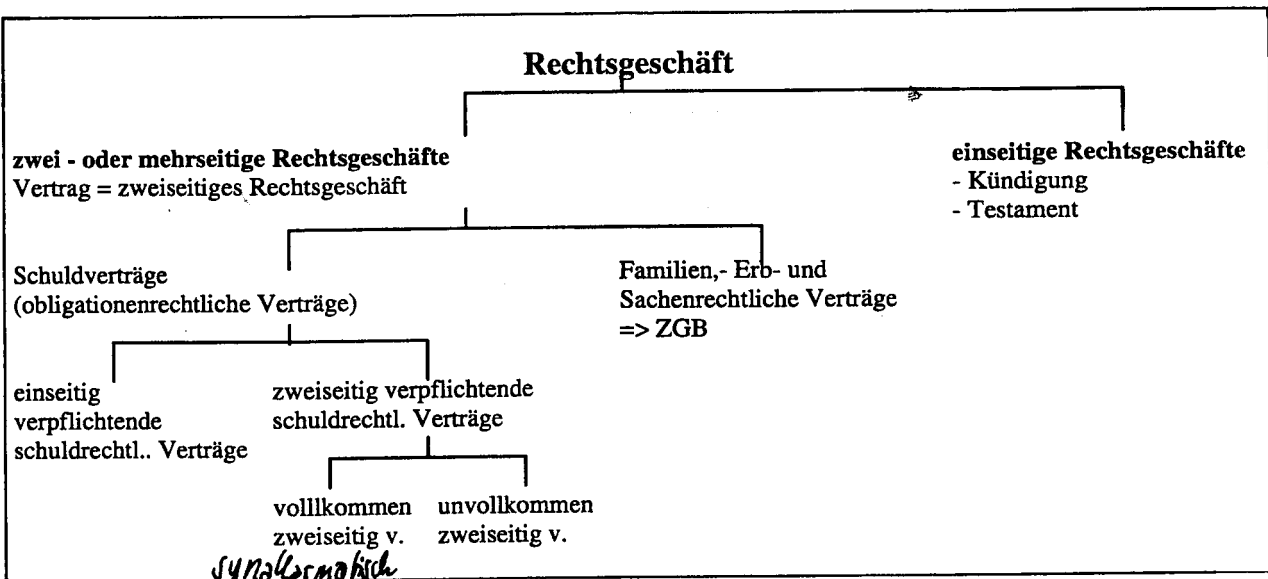 Rechtsgeschäft
zwei - oder mehrseitige Rechtsgeschäfte
Vertrag = zweiseitiges Rechtsgeschäft
einseitige Rechtsgeschäfte
- Kündigung
- Testament
Schuldverträge
(obligationenrechtliche Verträge)
Familien,- Erb- und
Sachenrechtliche Verträge
=> ZGB
einseitig
verpflichtende
schuldrechtl.. Verträge
zweiseitig verpflichtende
schuldrechtl. Verträge
volllkommen
zweiseitig v.
unvollkommen
zweiseitig v.